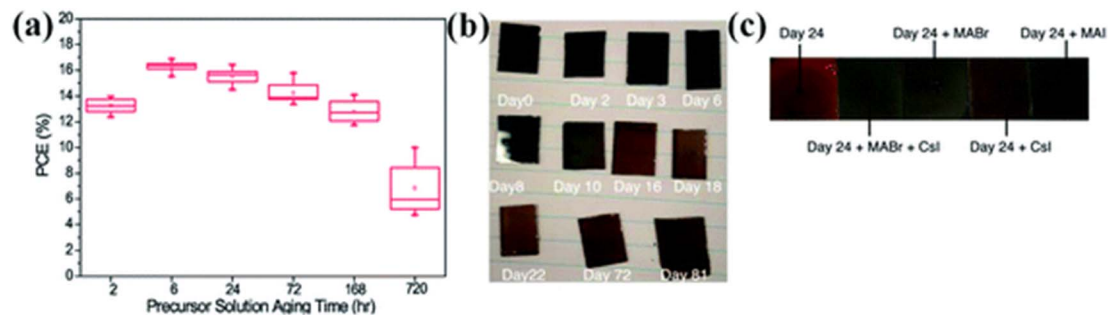 (a)
20
18
16
14
12
10
8
6
4
2
0
PCE (%)
2 6 24 72 168 720
Precursor Solution Aging Time (hr)
(b)
Day0 Day 2 Day 3 Day 6
Day8 Day 10 Day 16 Day 18
Day22 Day 72 Day 81
(c)
Day 24 Day 24 + MABr Day 24 + MAI
Day 24 + MABr + CsI Day 24 + CsI